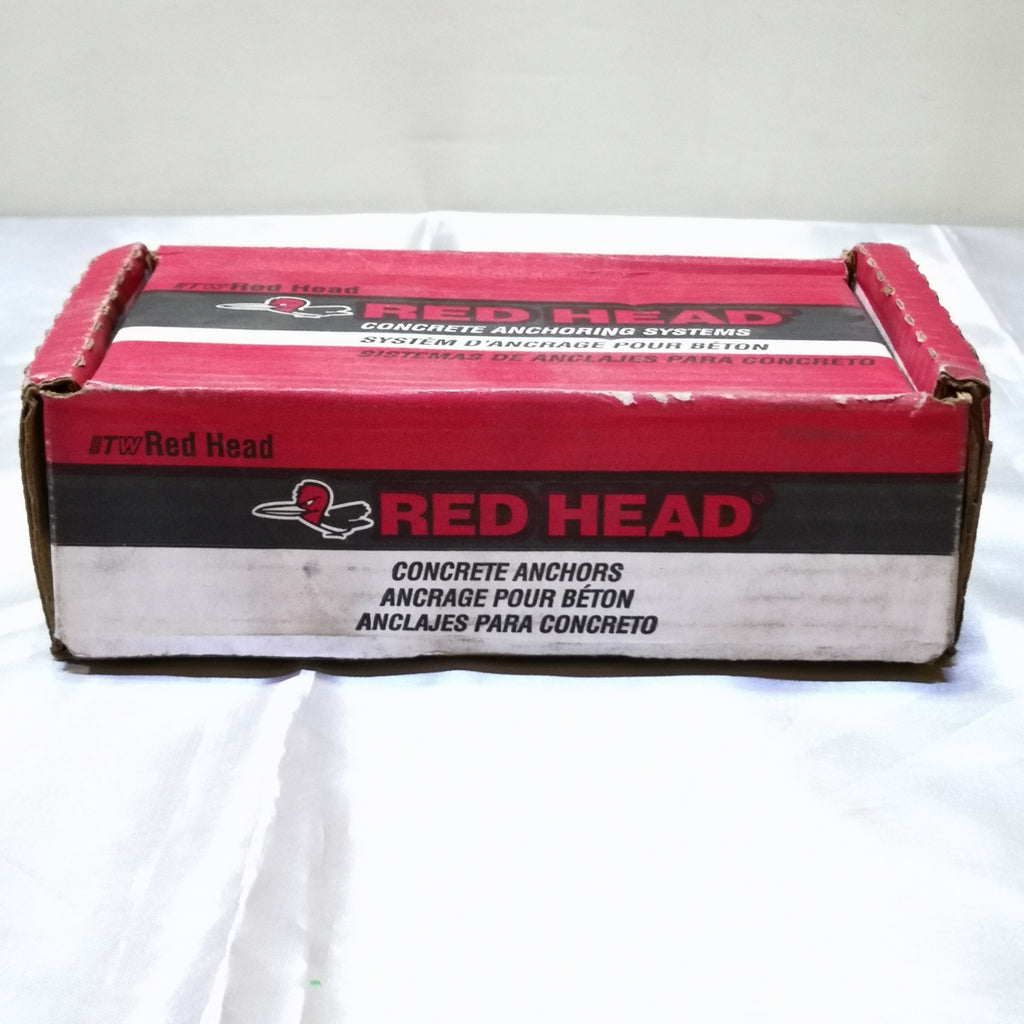 ITW Red Head
RED HEAD®
CONCRETE ANCHORING SYSTEMS
SYSTÈM D'ANCRAGE POUR BÉTON
SISTEMAS DE ANCLAJES PARA CONCRETO
ITW Red Head
RED HEAD®
CONCRETE ANCHORS
ANCRAGE POUR BÉTON
ANCLAJES PARA CONCRETO